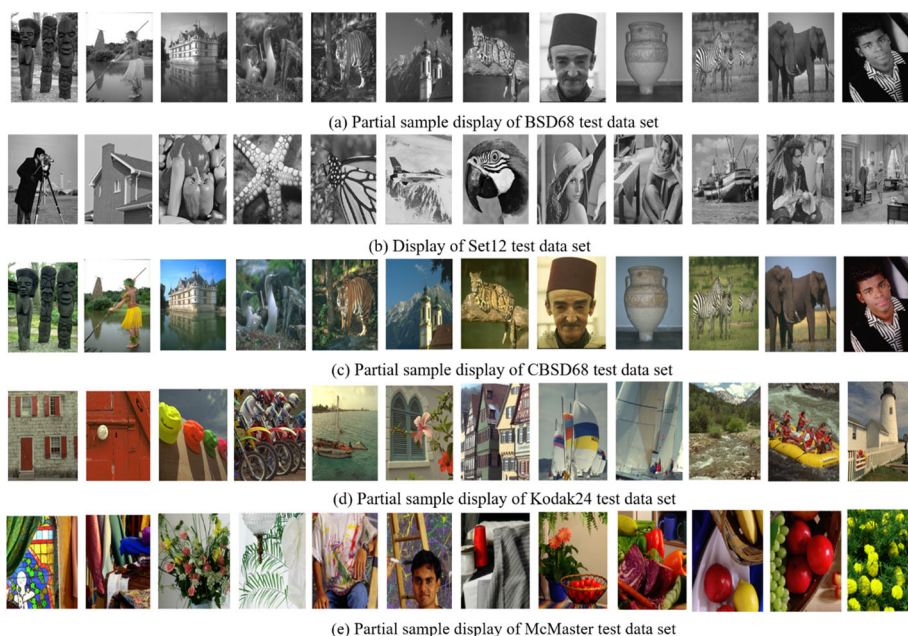 (a) Partial sample display of BSD68 test data set
(b) Display of Set12 test data set
(c) Partial sample display of CBSD68 test data set
(d) Partial sample display of Kodak24 test data set
(e) Partial sample display of McMaster test data set